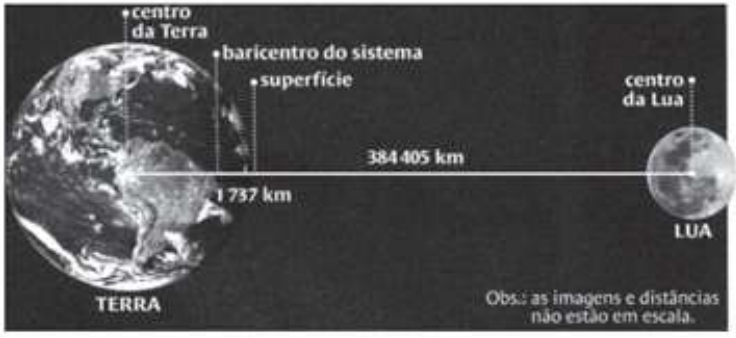 centro
da Terra
baricentro do sistema
superfície
centro
da Lua
384 405 km
1 737 km
LUA
TERRA
Obs.: as imagens e distâncias
não estão em escala.